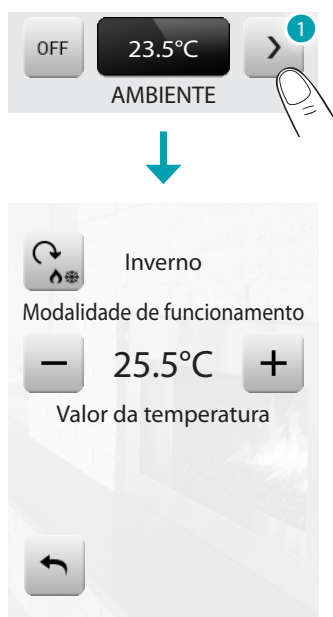 OFF 23.5°C > 1
AMBIENTE
Inverno
Modalidade de funcionamento
− 25.5°C +
Valor da temperatura